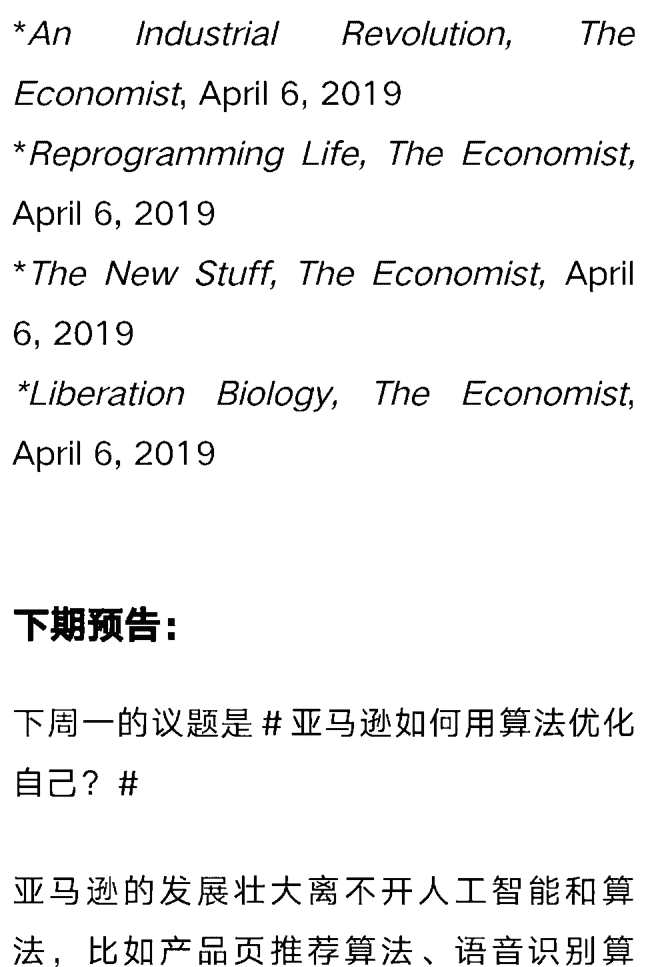 *An Industrial Revolution, The
Economist, April 6, 2019
*Reprogramming Life, The Economist,
April 6, 2019
*The New Stuff, The Economist, April
6, 2019
*Liberation Biology, The Economist,
April 6, 2019
下期预告：
下周一的议题是＃亚马逊如何用算法优化
自己？＃
亚马逊的发展壮大离不开人工智能和算
法，比如产品页推荐算法、语音识别算